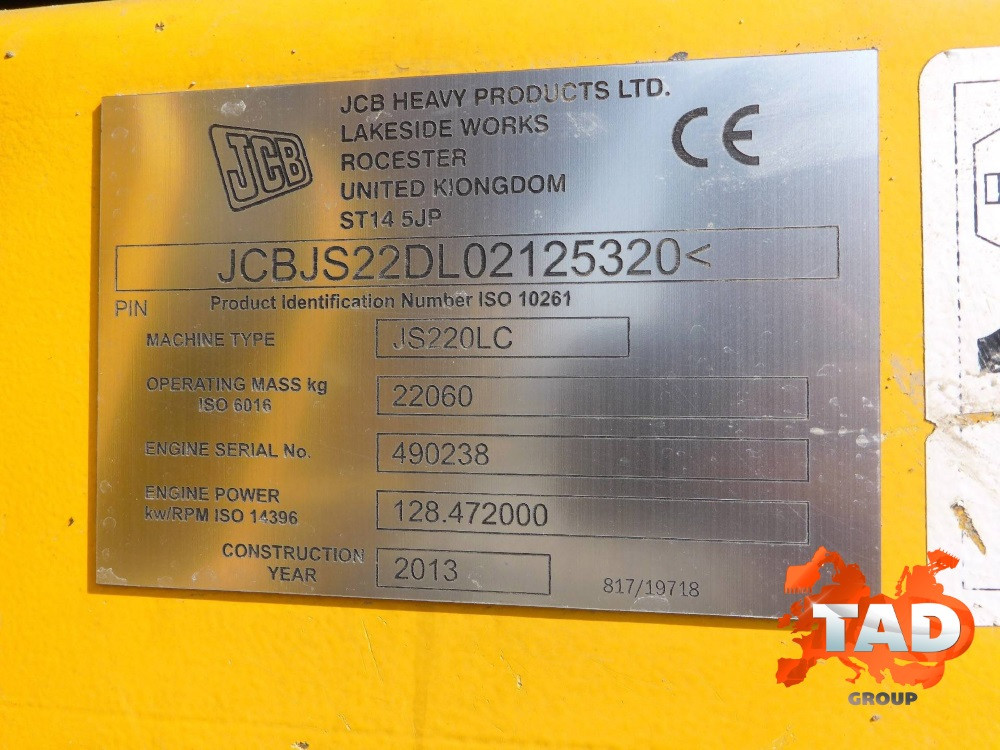 JCB
JCB HEAVY PRODUCTS LTD.
LAKESIDE WORKS
ROCESTER
UNITED KIONGDOM
ST14 5JP
CE
JCBJS22DL02125320<
PIN
Product Identification Number ISO 10261
MACHINE TYPE
JS220LC
OPERATING MASS kg
ISO 6016
22060
ENGINE SERIAL No.
490238
ENGINE POWER
kw/RPM ISO 14396
128.472000
CONSTRUCTION
YEAR
2013
817/19718
TAD
GROUP